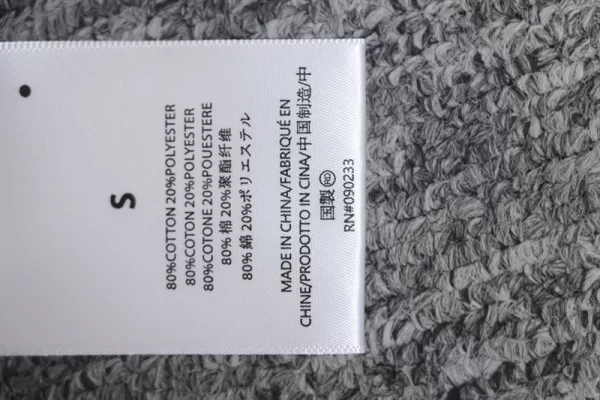 S
80%COTTON 20%POLYESTER
80%COTON 20%POLYESTER
80%COTONE 20%POUESTERE
80% 棉 20%聚酯纤维
80% 綿 20%ポリエステル
MADE IN CHINA/FABRIQUÉ EN
CHINE/PRODOTTO IN CINA/中国制造/中
国製 RD
RN#090233